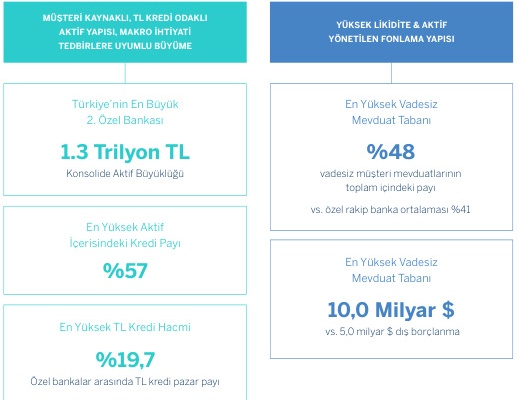 MÜŞTERİ KAYNAKLI, TL KREDİ ODAKLI
AKTİF YAPISI, MAKRO İHTİYATİ
TEDBİRLERE UYUMLU BÜYÜME
Türkiye'nin En Büyük
2. Özel Bankası
1.3 Trilyon TL
Konsolide Aktif Büyüklüğü
En Yüksek Aktif
İçerisindeki Kredi Payı
%57
En Yüksek TL Kredi Hacmi
%19,7
Özel bankalar arasında TL kredi pazar payı
YÜKSEK LİKİDİTE & AKTİF
YÖNETİLEN FONLAMA YAPISI
En Yüksek Vadesiz
Mevduat Tabanı
%48
vadesiz müşteri mevduatlarının
toplam içindeki payı
vs. özel rakip banka ortalaması %41
En Yüksek Vadesiz
Mevduat Tabanı
10,0 Milyar $
vs. 5,0 milyar $ dış borçlanma